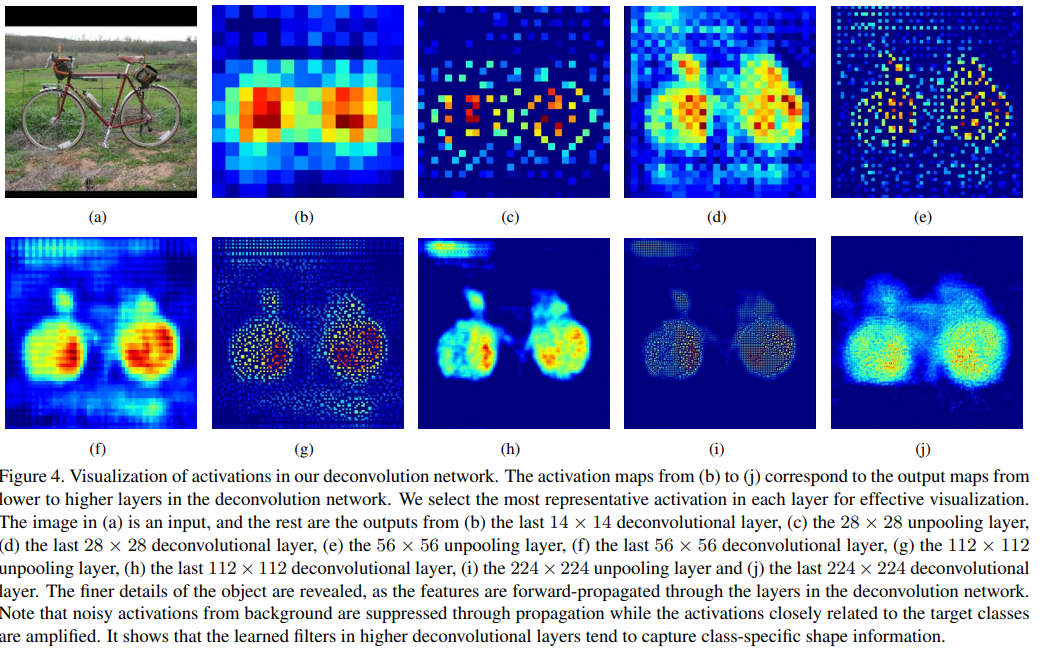 (a) (b) (c) (d) (e)
(f) (g) (h) (i) (j)
Figure 4. Visualization of activations in our deconvolution network. The activation maps from (b) to (j) correspond to the output maps from
lower to higher layers in the deconvolution network. We select the most representative activation in each layer for effective visualization.
The image in (a) is an input, and the rest are the outputs from (b) the last 14 × 14 deconvolutional layer, (c) the 28 × 28 unpooling layer,
(d) the last 28 × 28 deconvolutional layer, (e) the 56 × 56 unpooling layer, (f) the last 56 × 56 deconvolutional layer, (g) the 112 × 112
unpooling layer, (h) the last 112 × 112 deconvolutional layer, (i) the 224 × 224 unpooling layer and (j) the last 224 × 224 deconvolutional
layer. The finer details of the object are revealed, as the features are forward-propagated through the layers in the deconvolution network.
Note that noisy activations from background are suppressed through propagation while the activations closely related to the target classes
are amplified. It shows that the learned filters in higher deconvolutional layers tend to capture class-specific shape information.